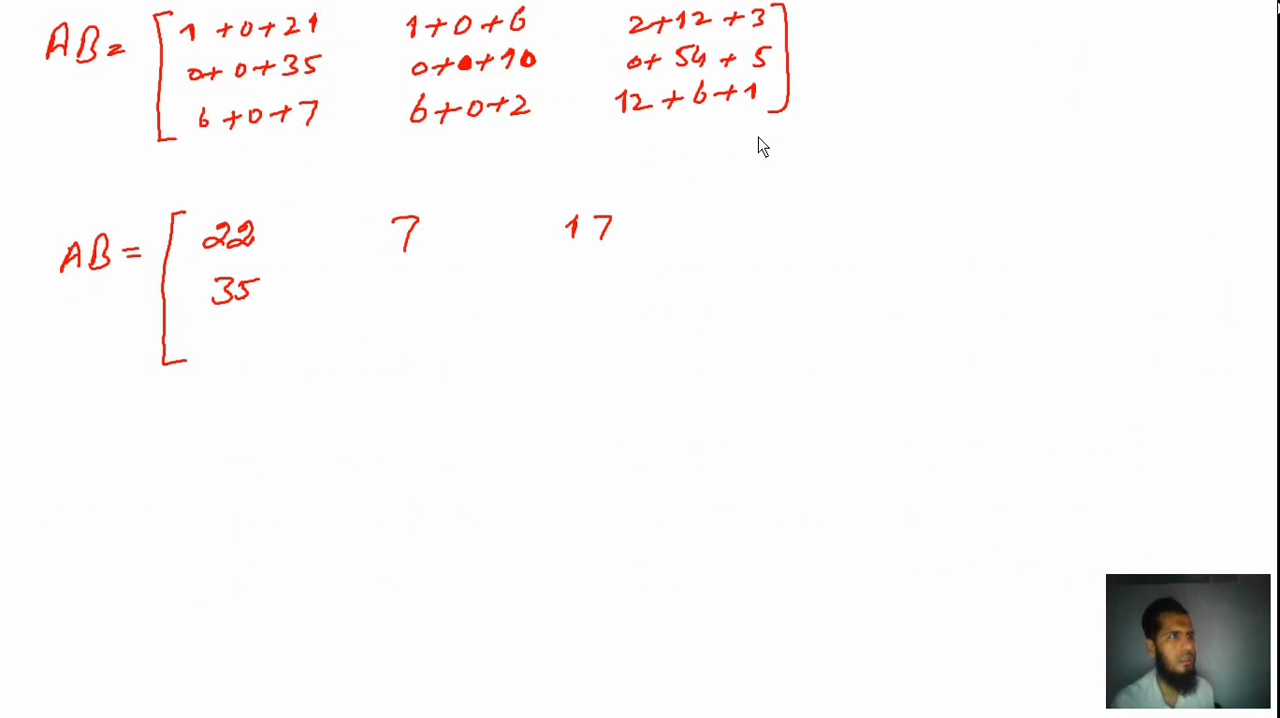 AB= [ 1+0+21 1+0+6 2+12+3 ]
0+0+35 0+0+10 0+54+5
6+0+7 6+0+2 12+6+1
AB = [ 22 7 17
35